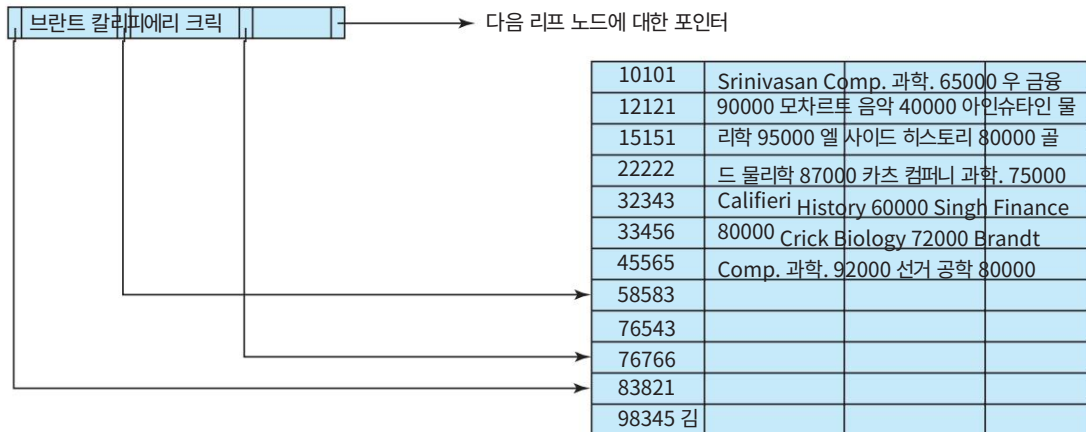 브란트 칼리피에리 크릭
다음 리프 노드에 대한 포인터
10101 Srinivasan Comp. 과학. 65000 우 금융
12121 90000 모차르트 음악 40000 아인슈타인 물
15151 리학 95000 엘 사이드 히스토리 80000 골
22222 드 물리학 87000 카츠 컴퍼니 과학. 75000
32343 Califieri History 60000 Singh Finance
33456 80000 Crick Biology 72000 Brandt
45565 Comp. 과학. 92000 선거 공학 80000
58583
76543
76766
83821
98345 김